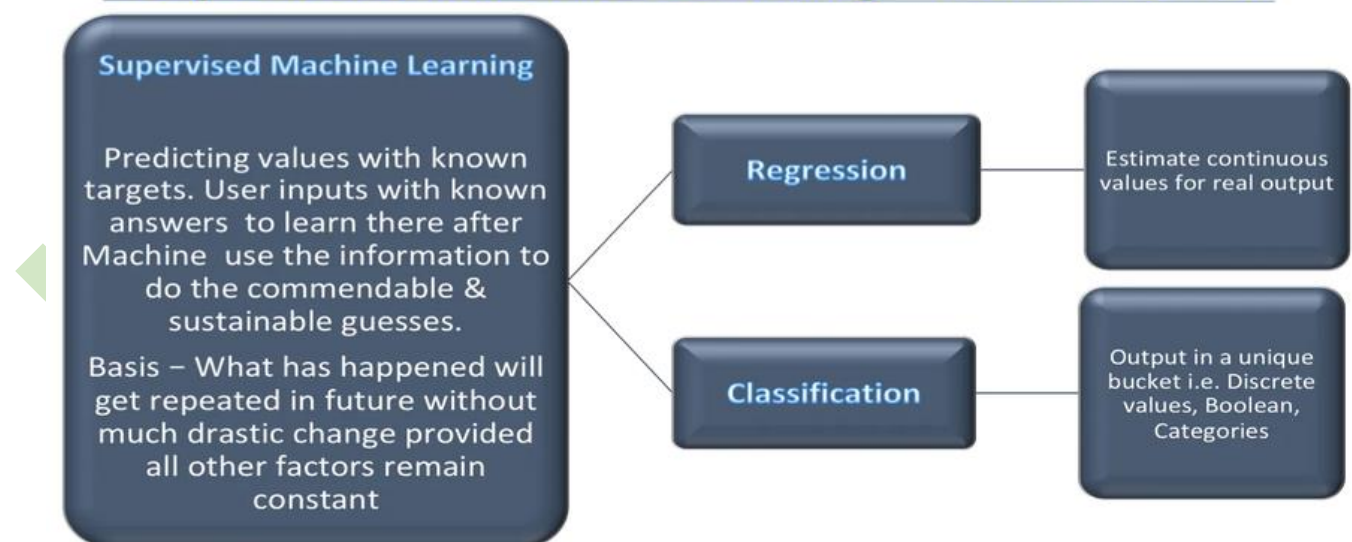 Supervised Machine Learning
Predicting values with known
targets. User inputs with known
answers to learn there after
Machine use the information to
do the commendable &
sustainable guesses.
Basis – What has happened will
get repeated in future without
much drastic change provided
all other factors remain
constant
Regression
Estimate continuous
values for real output
Classification
Output in a unique
bucket i.e. Discrete
values, Boolean,
Categories